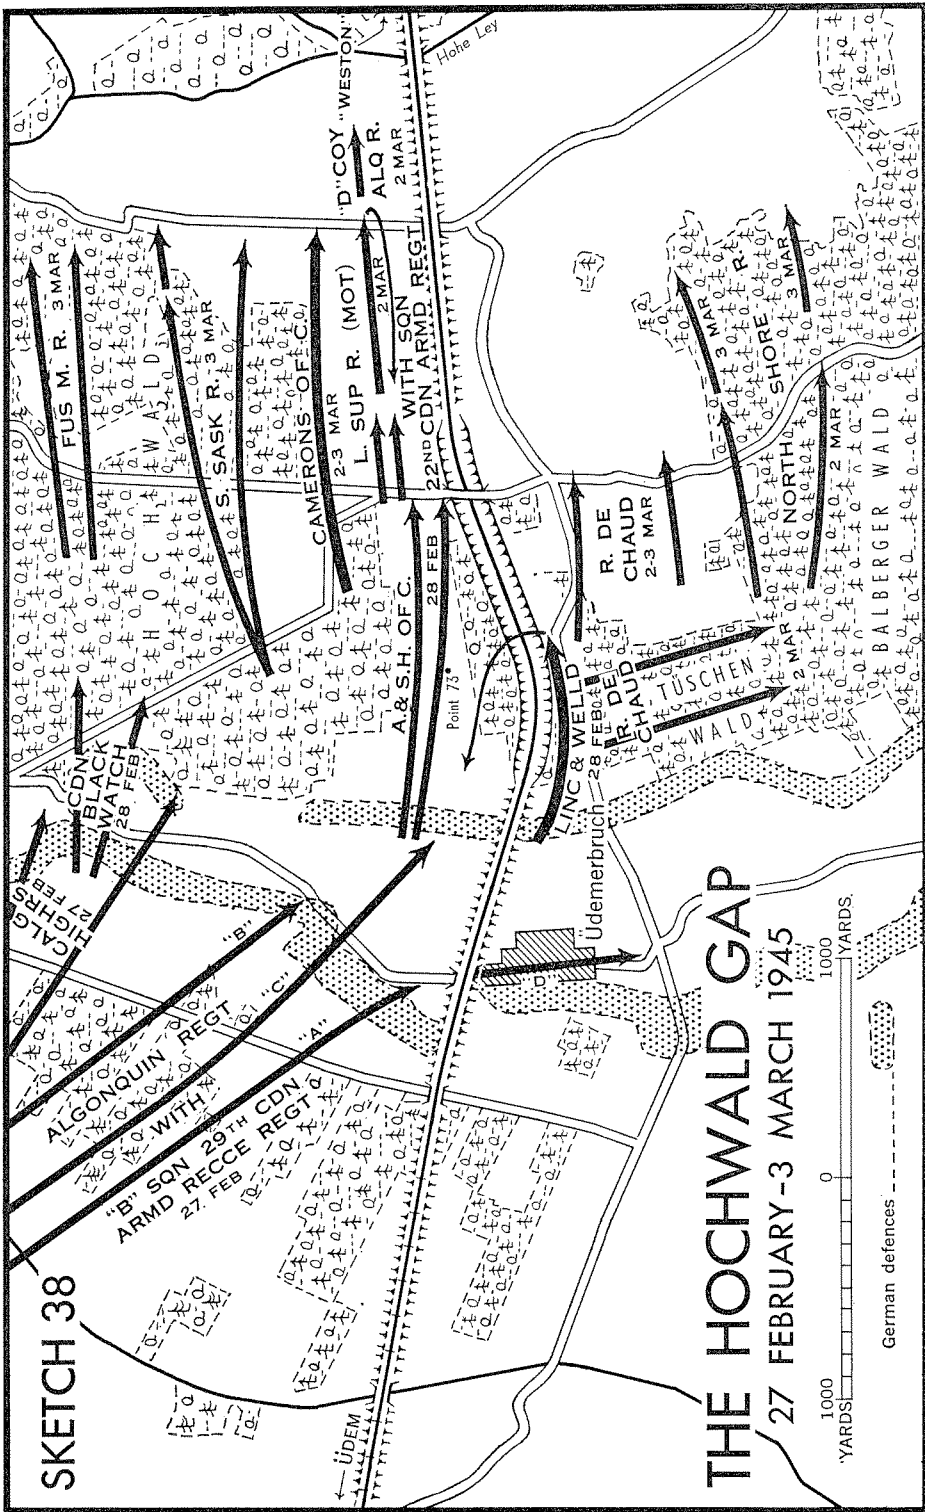 SKETCH 38
FUS M. R. 3 MAR
HOCHWALD
S. SASK R. 3 MAR
CAMERONS OF C.
2-3 MAR
L. SUP R. (MOT)
2 MAR
WITH SQN
22ND CDN ARMD REGT
"D" COY "WESTON"
ALQ R.
2 MAR
Hohe Ley
CDN
BLACK
WATCH
28 FEB
CALG
HIGHRS
27 FEB
A. & S.H. OF C.
28 FEB
Point 73°
"B"
ALGONQUIN REGT
"C"
WITH
"A"
"B" SQN 29TH CDN
ARMD RECCE REGT
27 FEB
← ÜDEM
Üdemerbruch
LINC & WELLD
28 FEB
R. DE
CHAUD
R. DE
CHAUD
2-3 MAR
TÜSCHEN
WALD
2 MAR
3 MAR
NORTH
SHORE R.
3 MAR
2 MAR
BALBERGER WALD
THE HOCHWALD GAP
27 FEBRUARY-3 MARCH 1945
1000 0 1000
YARDS YARDS
German defences